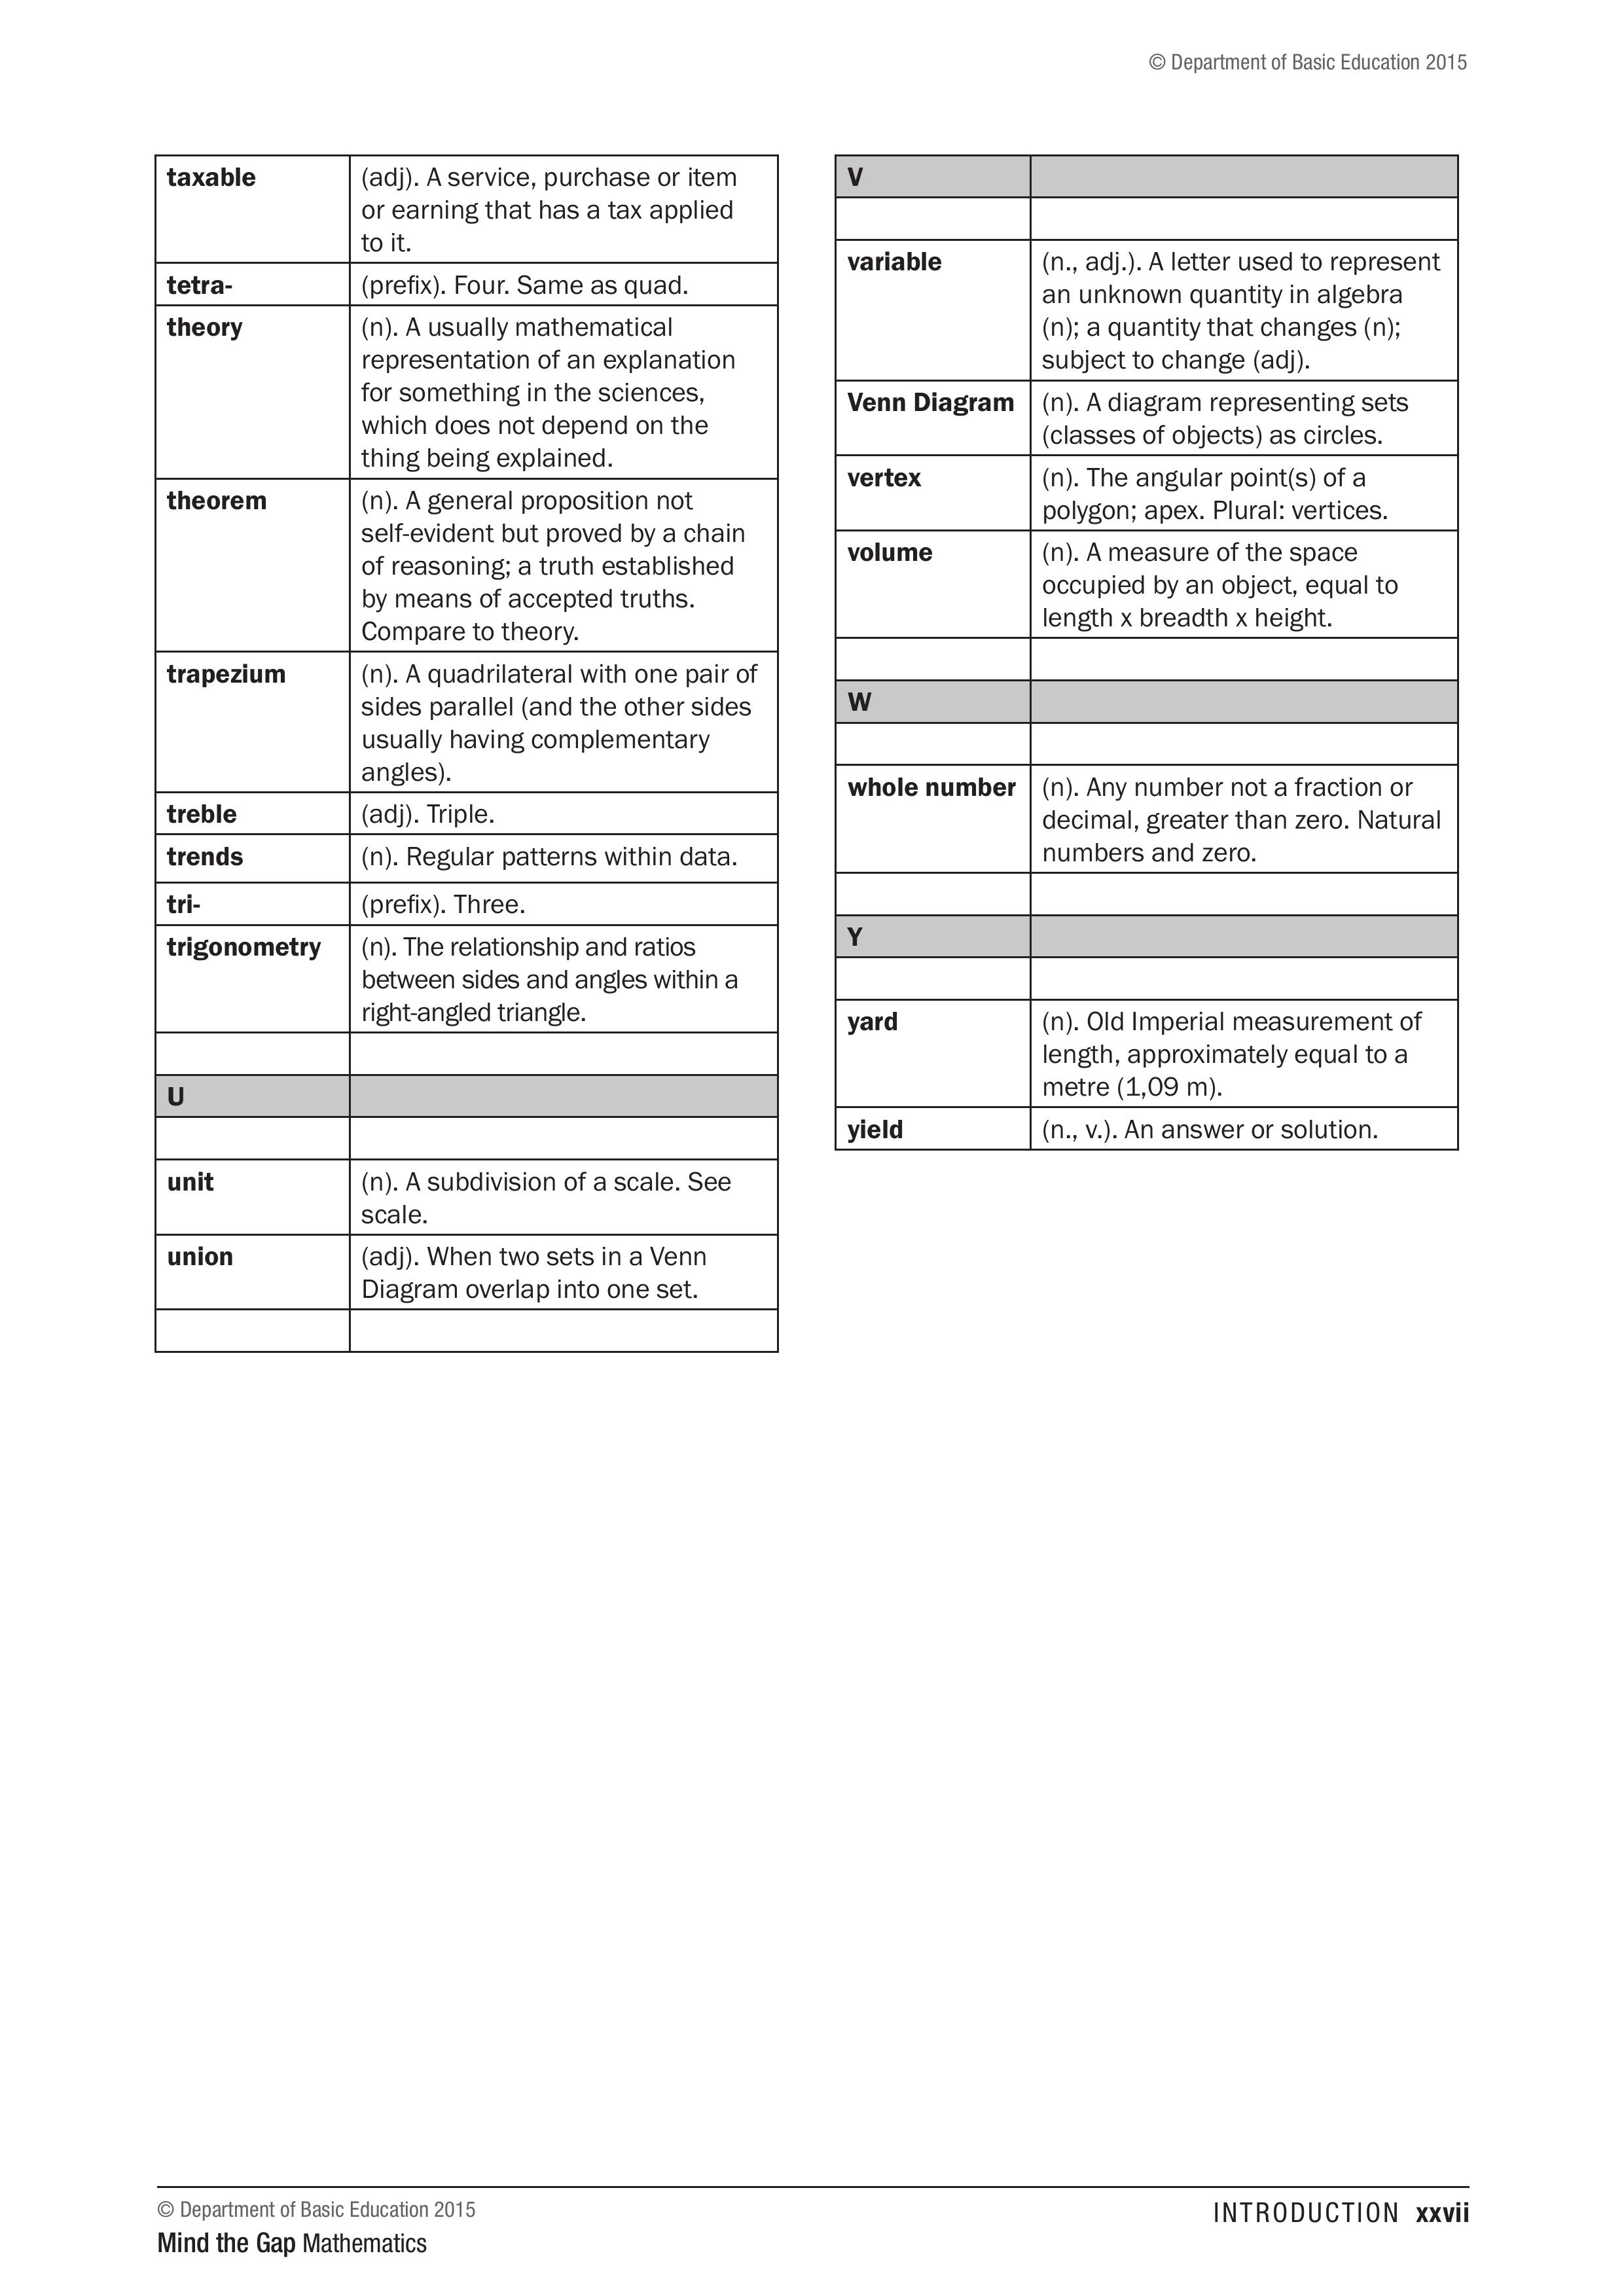 © Department of Basic Education 2015
taxable (adj). A service, purchase or item
or earning that has a tax applied
to it.
tetra- (prefix). Four. Same as quad.
theory (n). A usually mathematical
representation of an explanation
for something in the sciences,
which does not depend on the
thing being explained.
theorem (n). A general proposition not
self-evident but proved by a chain
of reasoning; a truth established
by means of accepted truths.
Compare to theory.
trapezium (n). A quadrilateral with one pair of
sides parallel (and the other sides
usually having complementary
angles).
treble (adj). Triple.
trends (n). Regular patterns within data.
tri- (prefix). Three.
trigonometry (n). The relationship and ratios
between sides and angles within a
right-angled triangle.
U
unit (n). A subdivision of a scale. See
scale.
union (adj). When two sets in a Venn
Diagram overlap into one set.
V
variable (n., adj.). A letter used to represent
an unknown quantity in algebra
(n); a quantity that changes (n);
subject to change (adj).
Venn Diagram (n). A diagram representing sets
(classes of objects) as circles.
vertex (n). The angular point(s) of a
polygon; apex. Plural: vertices.
volume (n). A measure of the space
occupied by an object, equal to
length x breadth x height.
W
whole number (n). Any number not a fraction or
decimal, greater than zero. Natural
numbers and zero.
Y
yard (n). Old Imperial measurement of
length, approximately equal to a
metre (1,09 m).
yield (n., v.). An answer or solution.
© Department of Basic Education 2015
INTRODUCTION xxvii
Mind the Gap Mathematics